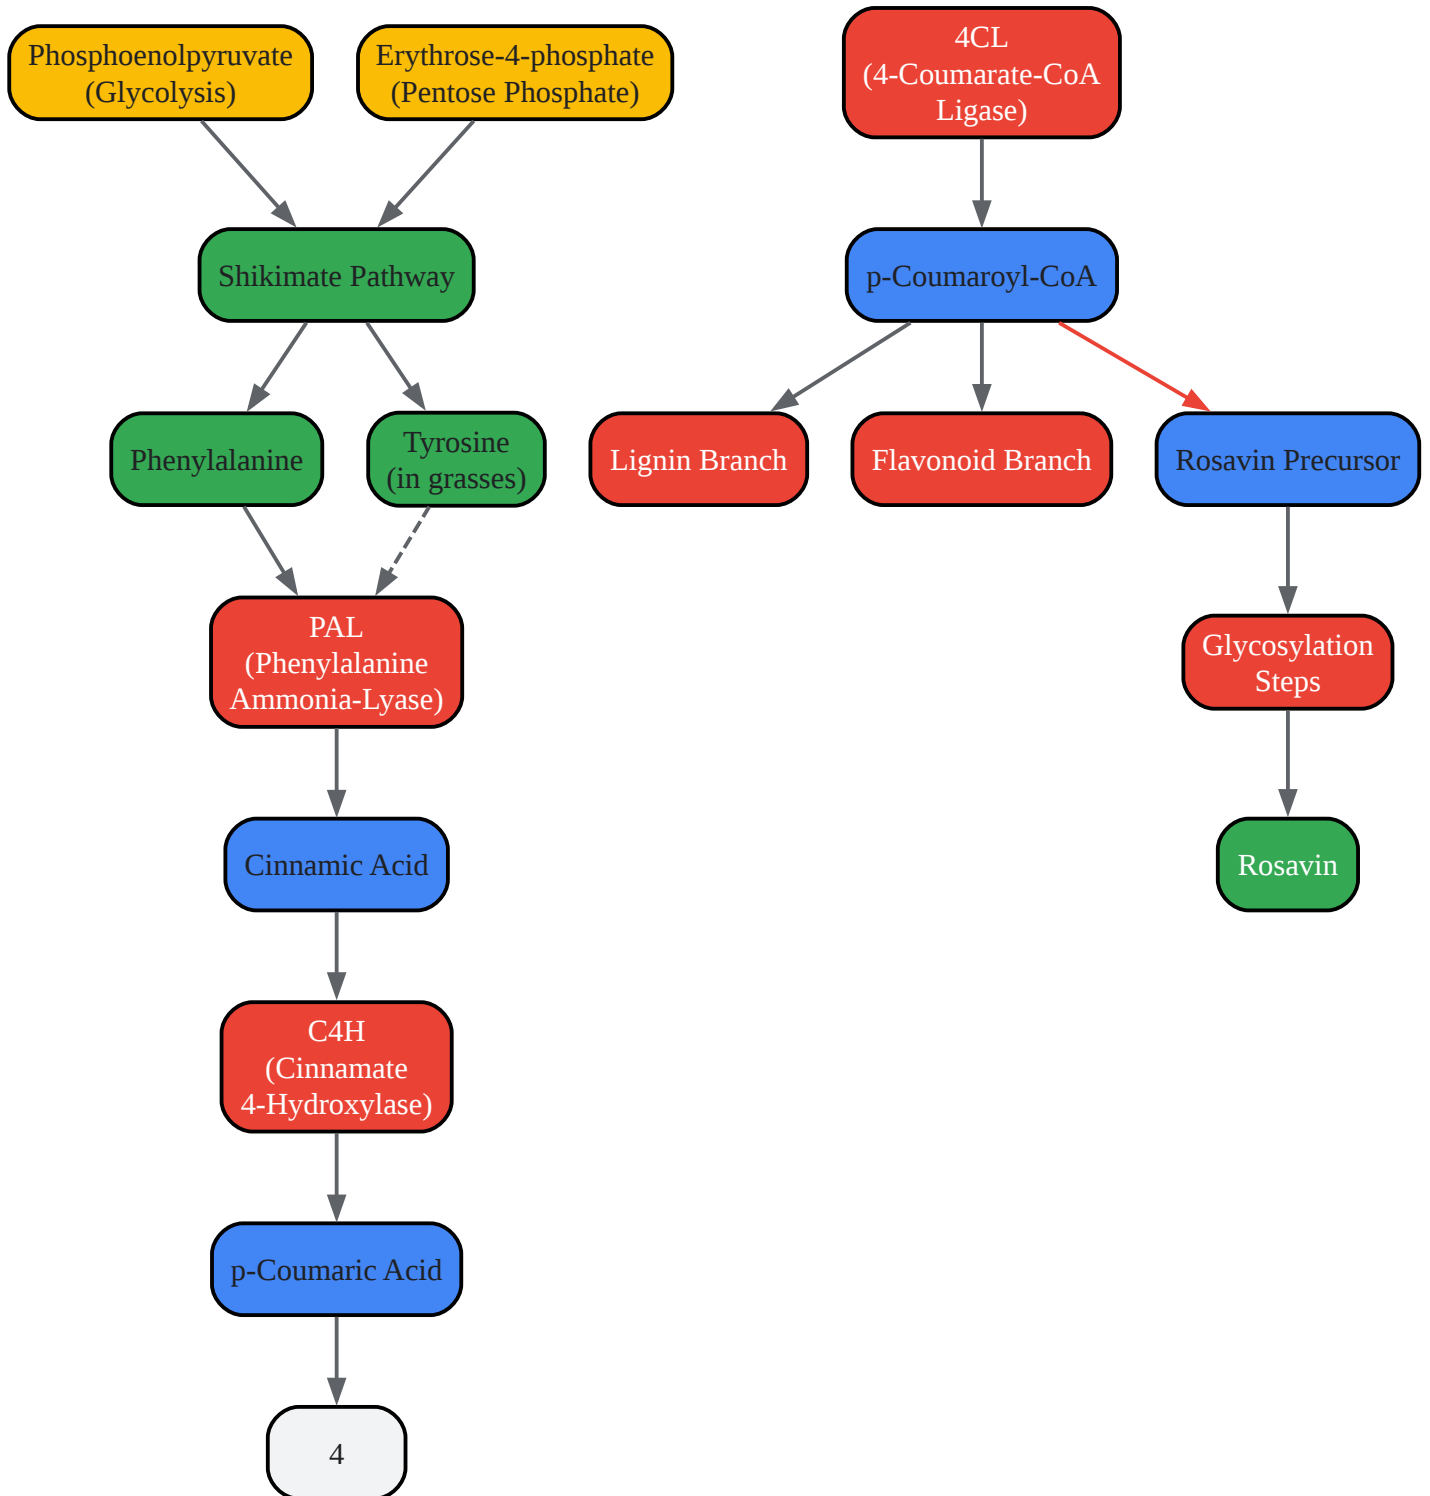 Phosphoenolpyruvate
(Glycolysis)
Erythrose-4-phosphate
(Pentose Phosphate)
4CL
(4-Coumarate-CoA
Ligase)
Shikimate Pathway
p-Coumaroyl-CoA
Phenylalanine
Tyrosine
(in grasses)
Lignin Branch
Flavonoid Branch
Rosavin Precursor
PAL
(Phenylalanine
Ammonia-Lyase)
Glycosylation
Steps
Cinnamic Acid
Rosavin
C4H
(Cinnamate
4-Hydroxylase)
p-Coumaric Acid
4